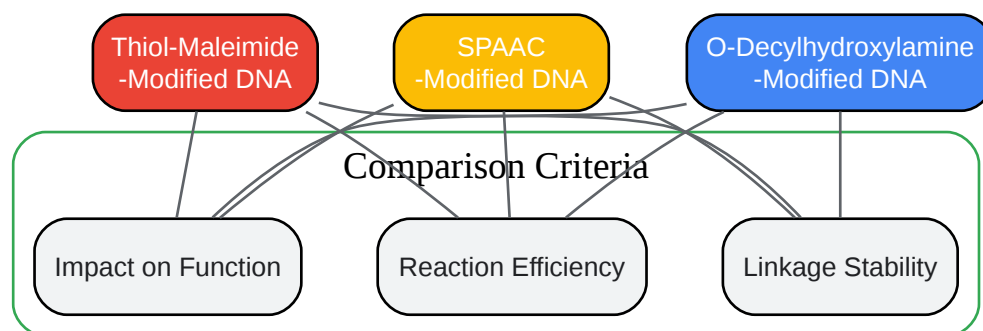 Thiol-Maleimide
-Modified DNA
SPAAC
-Modified DNA
O-Decylhydroxylamine
-Modified DNA
Comparison Criteria
Impact on Function
Reaction Efficiency
Linkage Stability